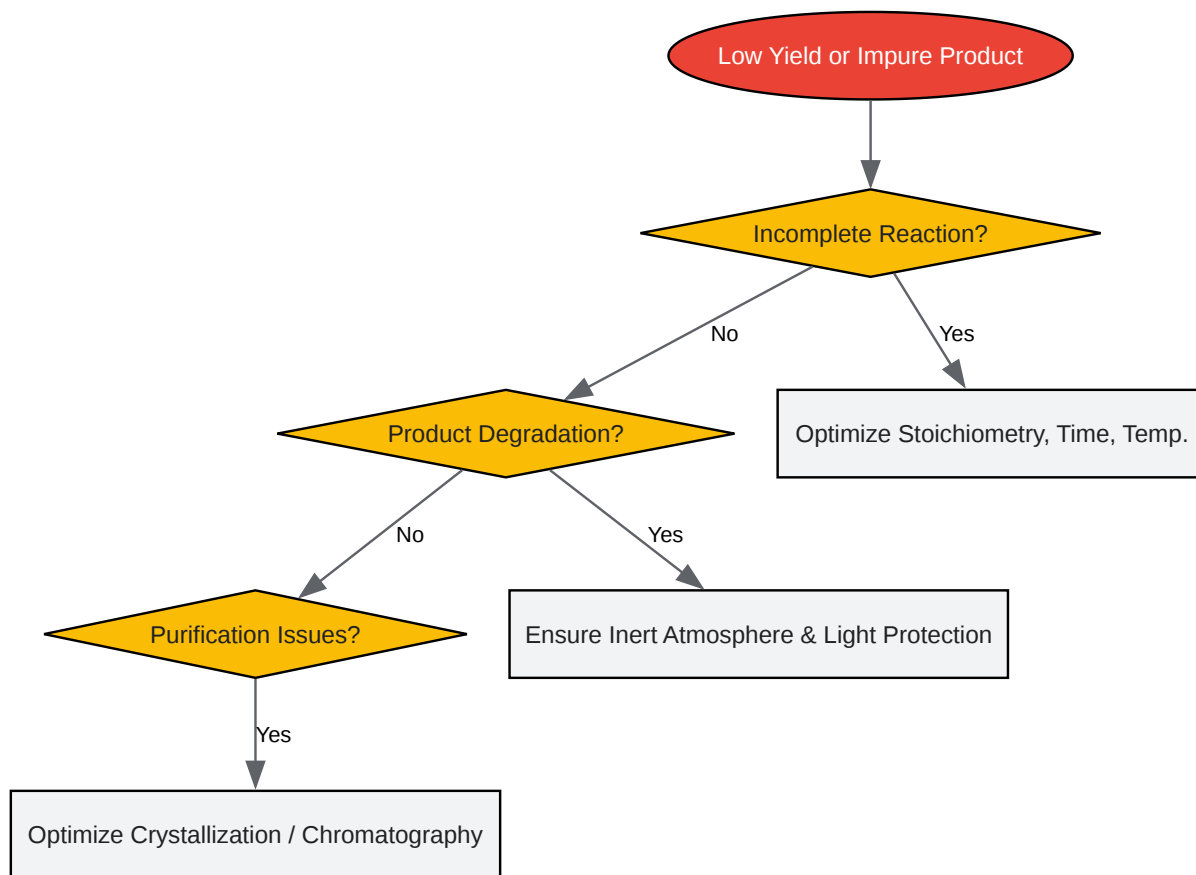 Low Yield or Impure Product
Incomplete Reaction?
No
Yes
Product Degradation?
Optimize Stoichiometry, Time, Temp.
No
Yes
Purification Issues?
Ensure Inert Atmosphere & Light Protection
Yes
Optimize Crystallization / Chromatography